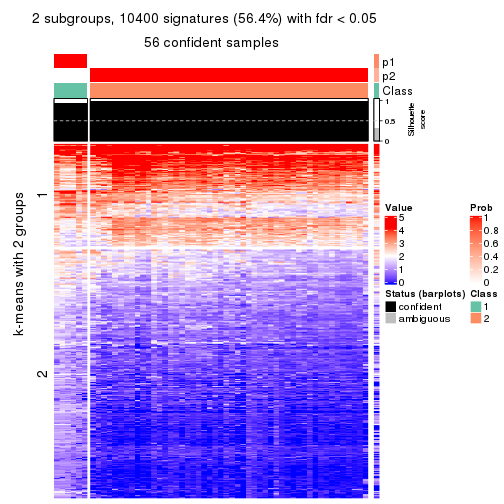 2 subgroups, 10400 signatures (56.4%) with fdr < 0.05
56 confident samples
p1
p2
Class
1
0.5
0
Silhouette
score
k-means with 2 groups
1
2
Value
5
4
3
2
1
0
Prob
1
0.8
0.6
0.4
0.2
0
Status (barplots)
confident
ambiguous
Class
1
2